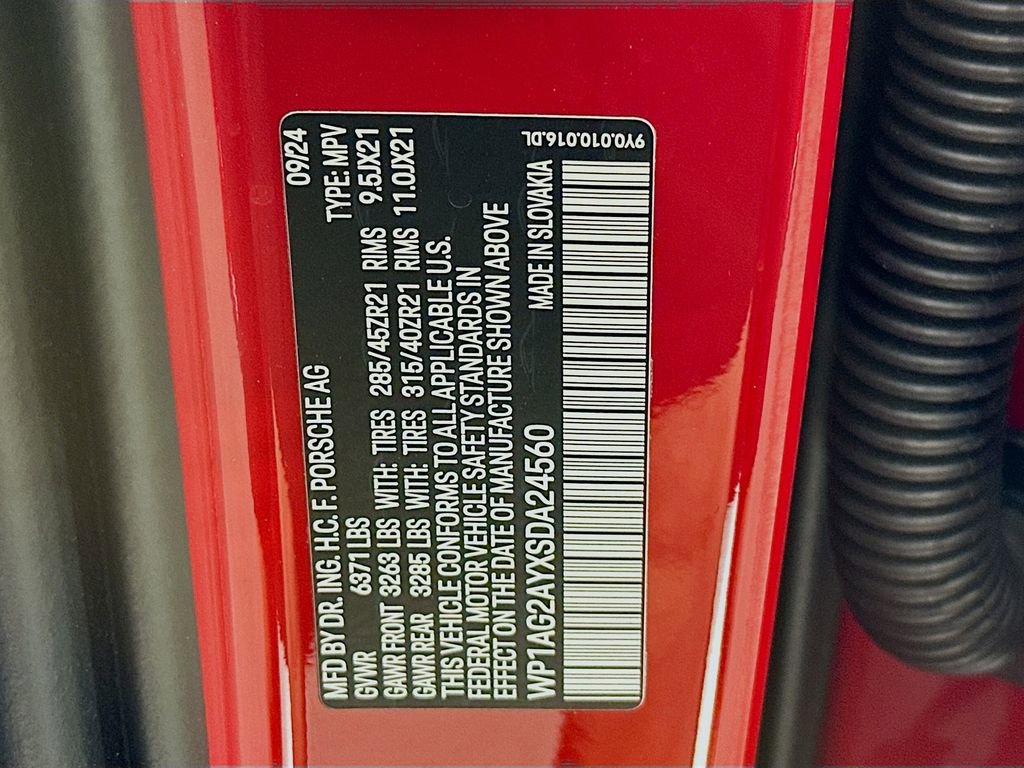 09/24
MFD BY DR. ING. H.C. F. PORSCHE AG TYPE: MPV
GVWR 6371 LBS
GAWR FRONT 3263 LBS WITH: TIRES 285/45ZR21 RIMS 9.5JX21
GAWR REAR 3285 LBS WITH: TIRES 315/40ZR21 RIMS 11.0JX21
THIS VEHICLE CONFORMS TO ALL APPLICABLE U.S.
FEDERAL MOTOR VEHICLE SAFETY STANDARDS IN
EFFECT ON THE DATE OF MANUFACTURE SHOWN ABOVE
WP1AG2AYXSDA24560 MADE IN SLOVAKIA
9Y0.010.016.DL